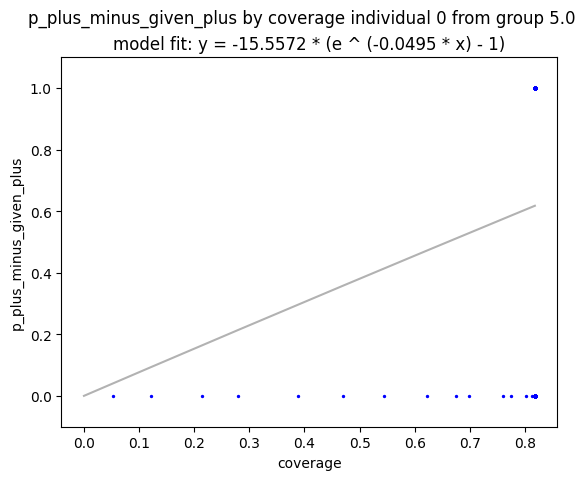 p_plus_minus_given_plus by coverage individual 0 from group 5.0
model fit: y = -15.5572 * (e ^ (-0.0495 * x) - 1)
1.0
0.8
0.6
0.4
0.2
0.0
p_plus_minus_given_plus
0.0 0.1 0.2 0.3 0.4 0.5 0.6 0.7 0.8
coverage